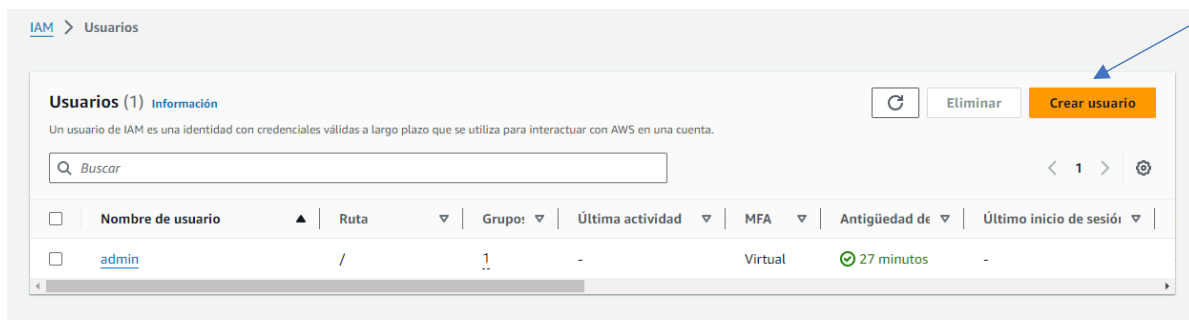 IAM > Usuarios
Usuarios (1) Información
Eliminar
Crear usuario
Un usuario de IAM es una identidad con credenciales válidas a largo plazo que se utiliza para interactuar con AWS en una cuenta.
Buscar
< 1 >
Nombre de usuario Ruta Grupos Última actividad MFA Antigüedad de Último inicio de sesión
admin / 1 - Virtual 27 minutos -